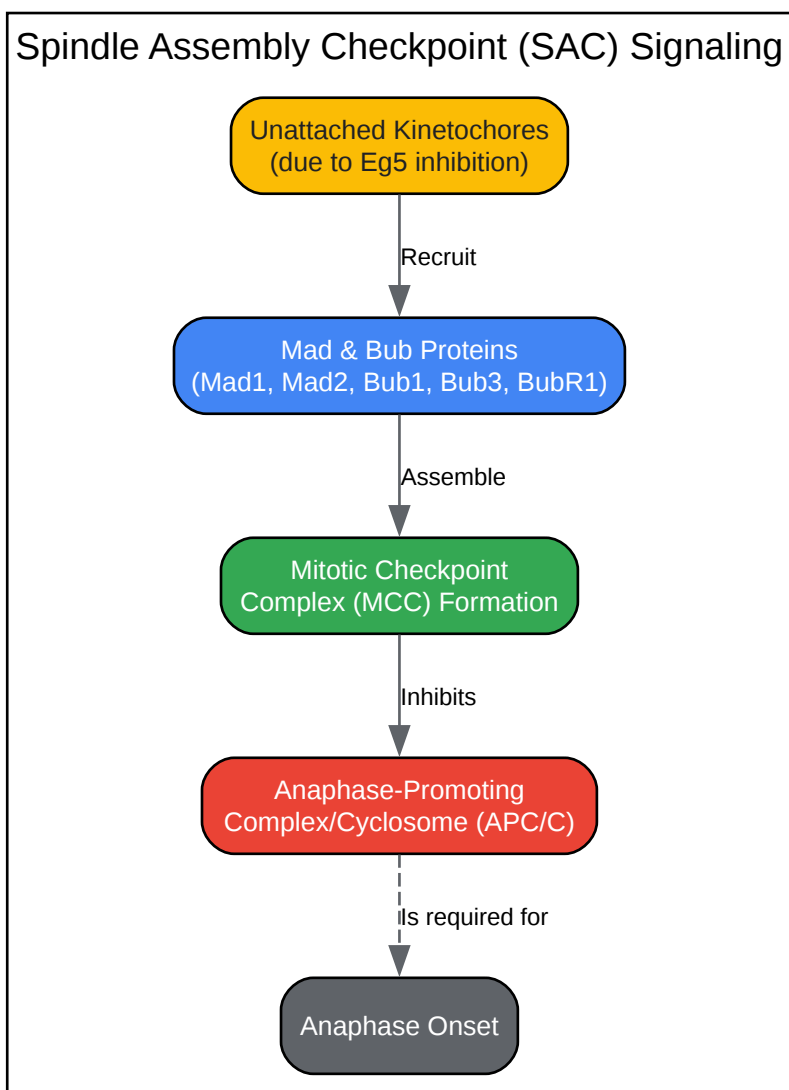 Spindle Assembly Checkpoint (SAC) Signaling
Unattached Kinetochores
(due to Eg5 inhibition)
Recruit
Mad & Bub Proteins
(Mad1, Mad2, Bub1, Bub3, BubR1)
Assemble
Mitotic Checkpoint
Complex (MCC) Formation
Inhibits
Anaphase-Promoting
Complex/Cyclosome (APC/C)
Is required for
Anaphase Onset